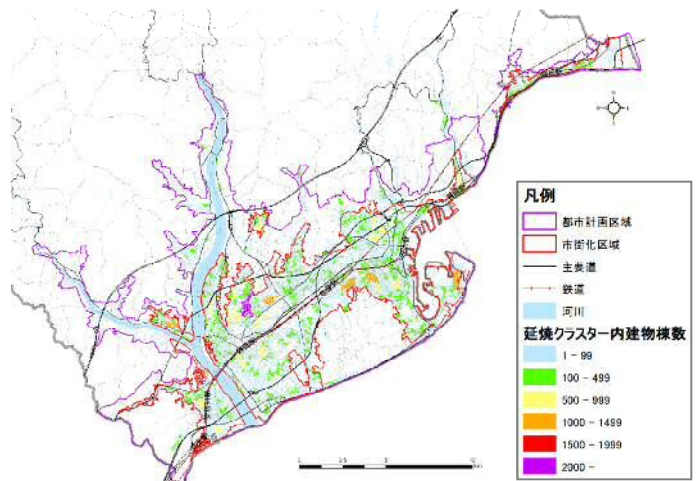 凡例
都市計画区域
市街化区域
主要道
鉄道
河川
延焼クラスター内建物棟数
1 - 99
100 - 499
500 - 999
1000 - 1499
1500 - 1999
2000 -